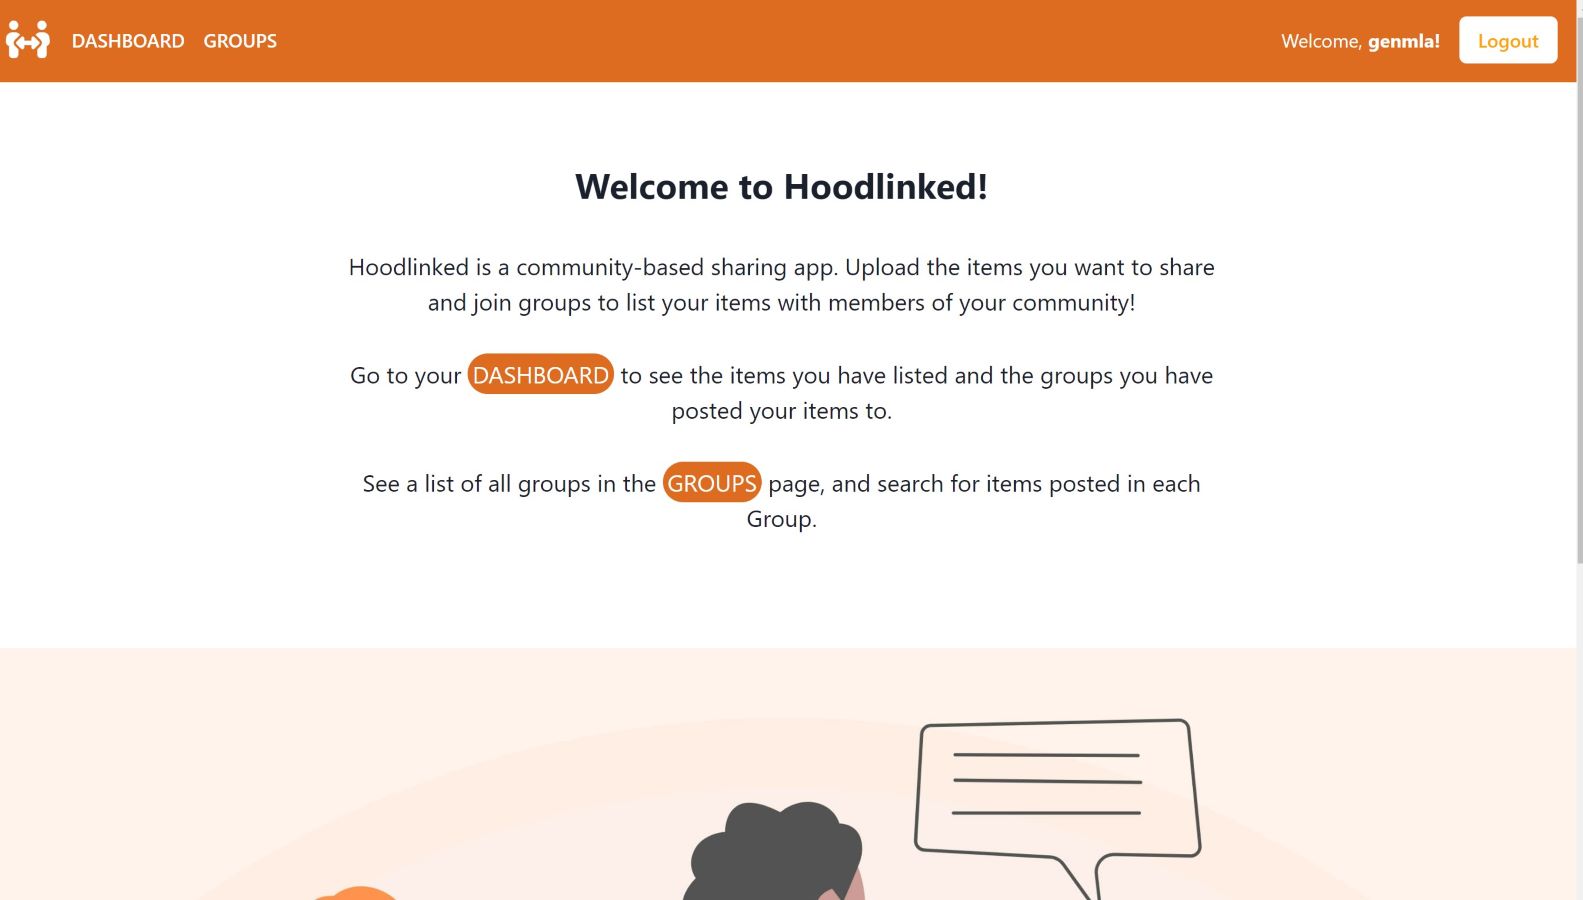 DASHBOARD GROUPS Welcome, genmla! Logout
Welcome to Hoodlinked!
Hoodlinked is a community-based sharing app. Upload the items you want to share
and join groups to list your items with members of your community!
Go to your DASHBOARD to see the items you have listed and the groups you have
posted your items to.
See a list of all groups in the GROUPS page, and search for items posted in each
Group.